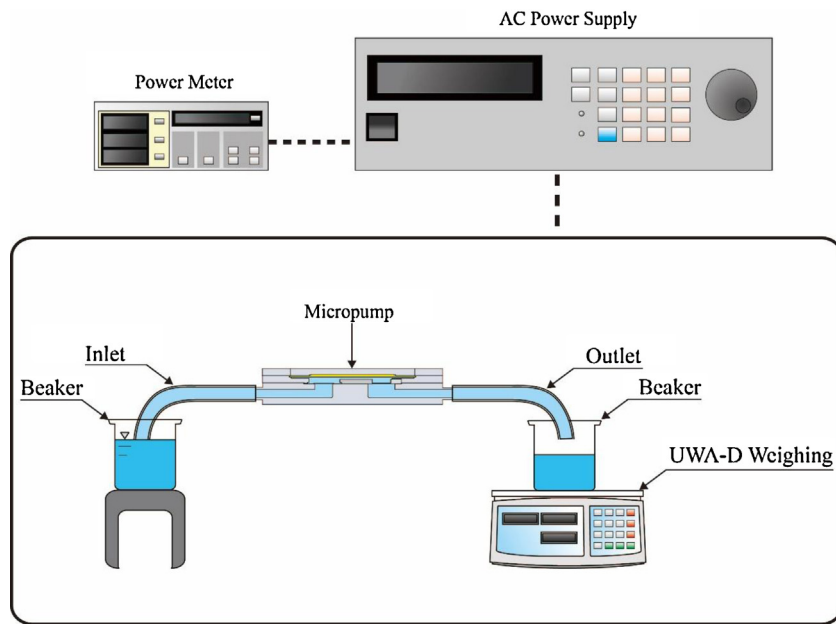 AC Power Supply
Power Meter
Micropump
Inlet
Outlet
Beaker
Beaker
UWA-D Weighing